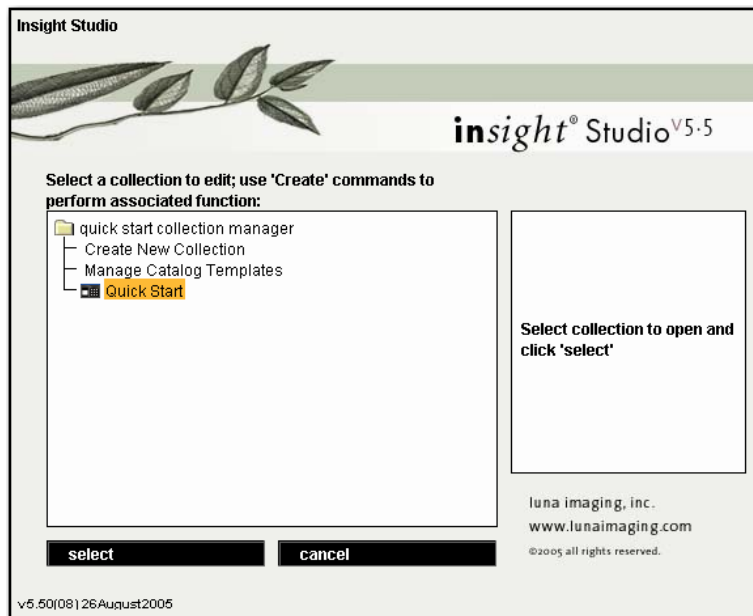 Insight Studio
insight® Studio V5.5
Select a collection to edit; use 'Create' commands to
perform associated function:
quick start collection manager
Create New Collection
Manage Catalog Templates
Quick Start
Select collection to open and
click 'select'
luna imaging, inc.
www.lunaimaging.com
©2005 all rights reserved.
select
cancel
v5.50(08) 26August2005